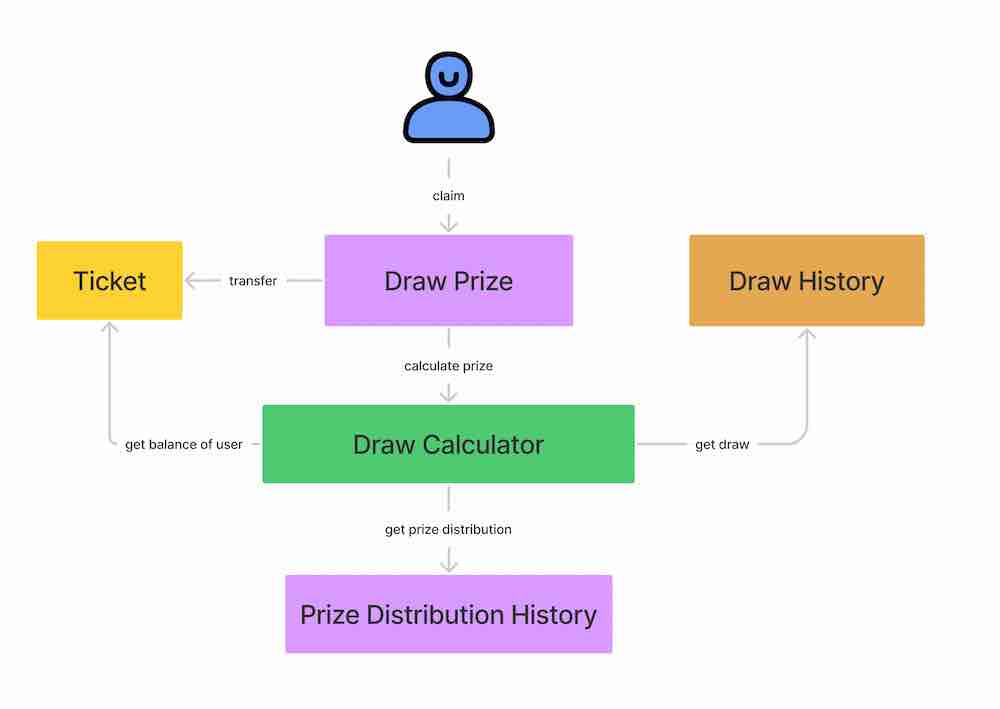 claim
Ticket
transfer
Draw Prize
Draw History
calculate prize
get balance of user
Draw Calculator
get draw
get prize distribution
Prize Distribution History